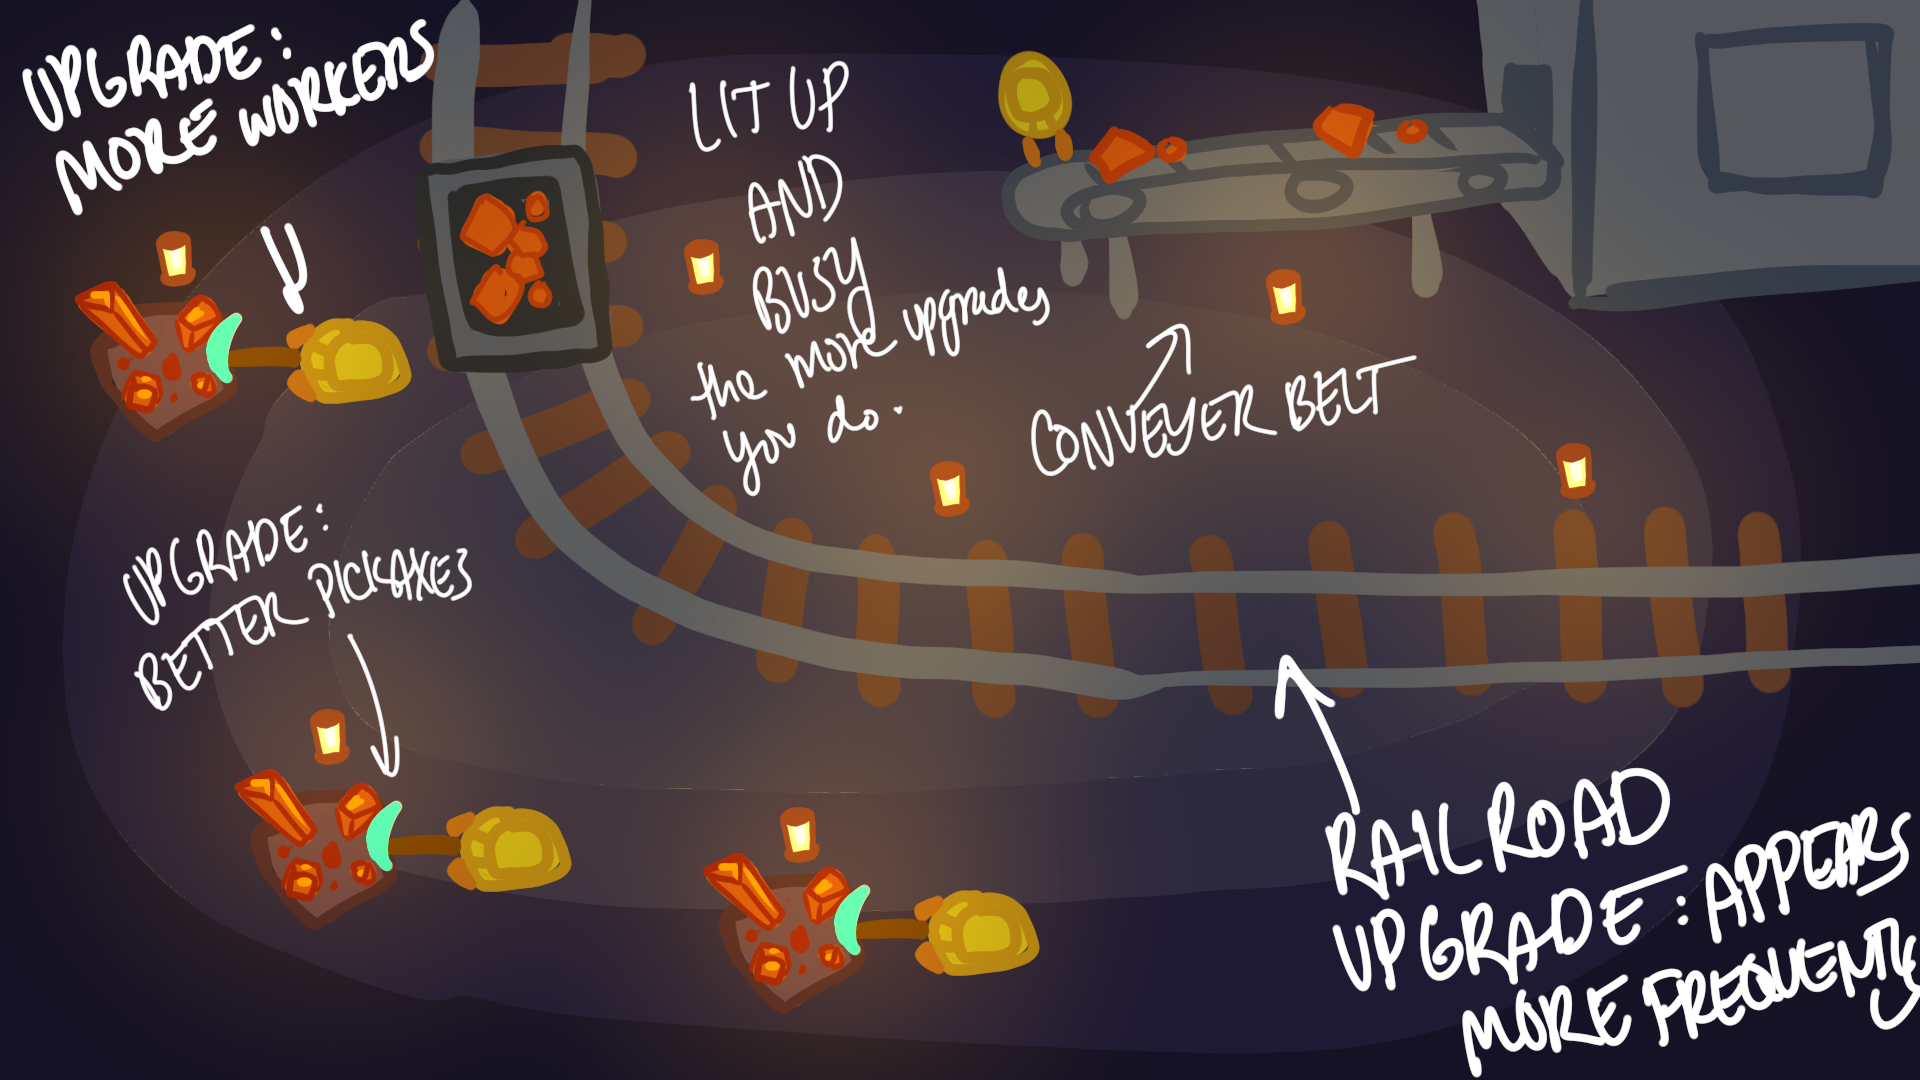 UPGRADE:
MORE WORKERS
LIT UP
AND
BUSY
the more upgrades
you do.
CONVEYER BELT
UPGRADE:
BETTER PICKAXES
RAILROAD
UPGRADE: APPEARS
MORE FREQUENTLY